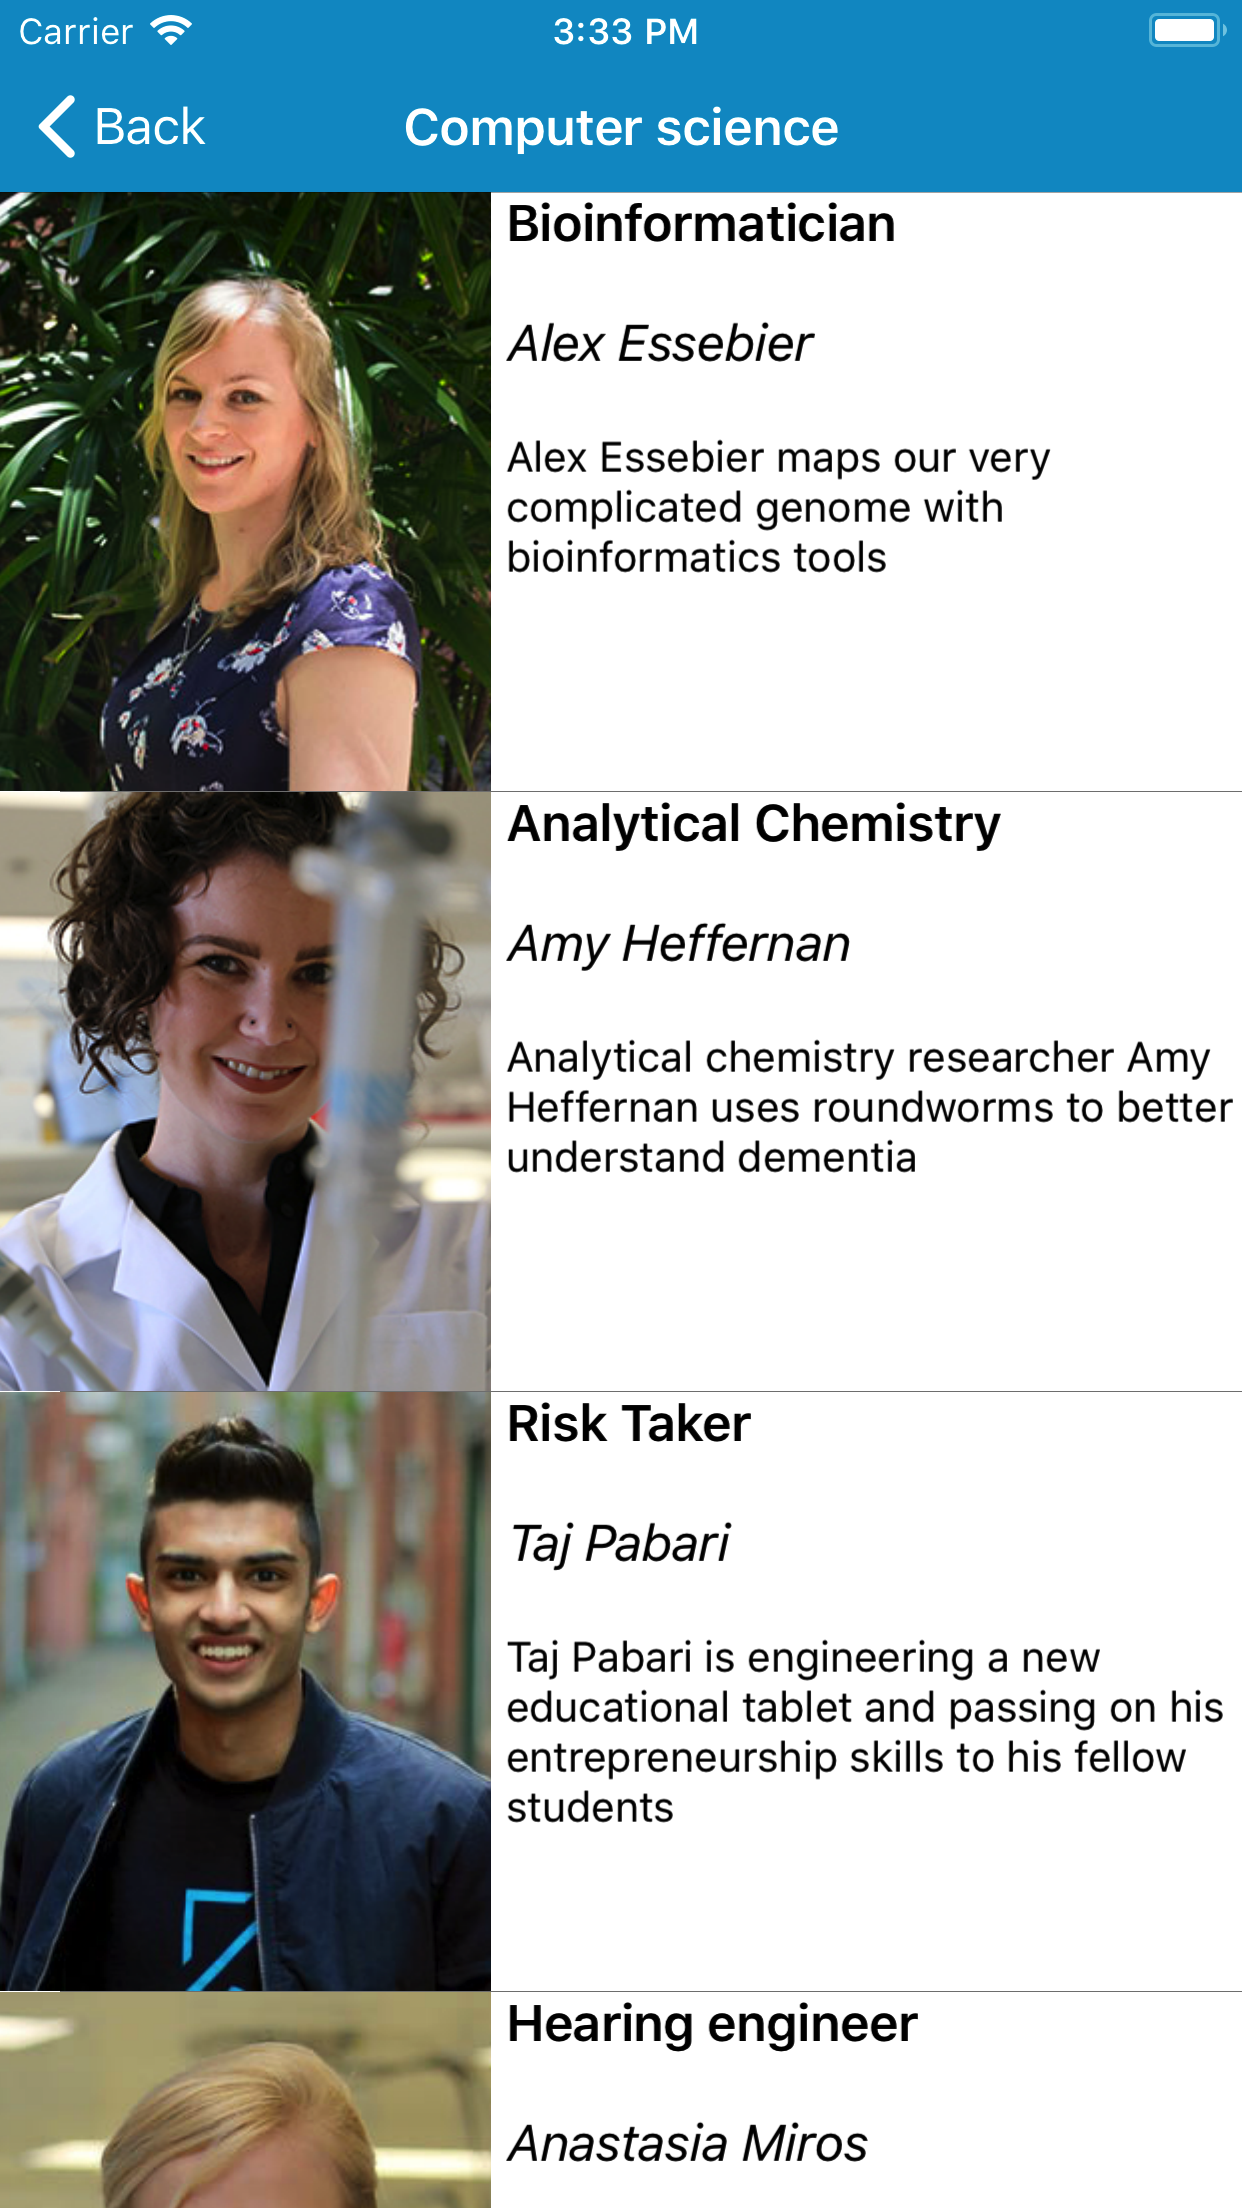 Carrier 3:33 PM
Back Computer science
Bioinformatician
Alex Essebier
Alex Essebier maps our very
complicated genome with
bioinformatics tools
Analytical Chemistry
Amy Heffernan
Analytical chemistry researcher Amy
Heffernan uses roundworms to better
understand dementia
Risk Taker
Taj Pabari
Taj Pabari is engineering a new
educational tablet and passing on his
entrepreneurship skills to his fellow
students
Hearing engineer
Anastasia Miros